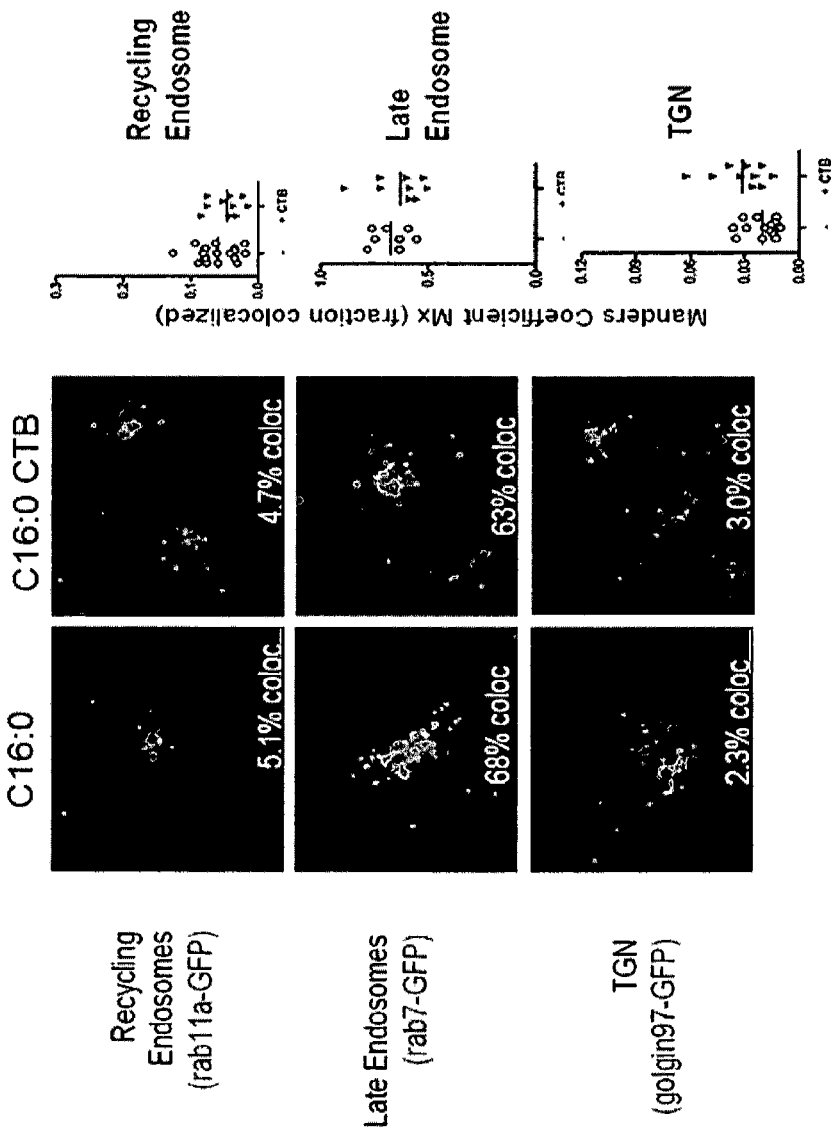 C16:0
C16:0 CTB
Recycling
Endosomes
(rab11a-GFP)
5.1% coloc
4.7% coloc
Late Endosomes
(rab7-GFP)
68% coloc
63% coloc
TGN
(golgin97-GFP)
2.3% coloc
3.0% coloc
Manders Coefficient Mx (fraction colocalized)
0.3
0.2
0.1
0.0
- + CTB
Recycling
Endosome
1.0
0.5
0.0
- + CTB
Late
Endosome
0.12
0.09
0.06
0.03
0.00
- + CTB
TGN